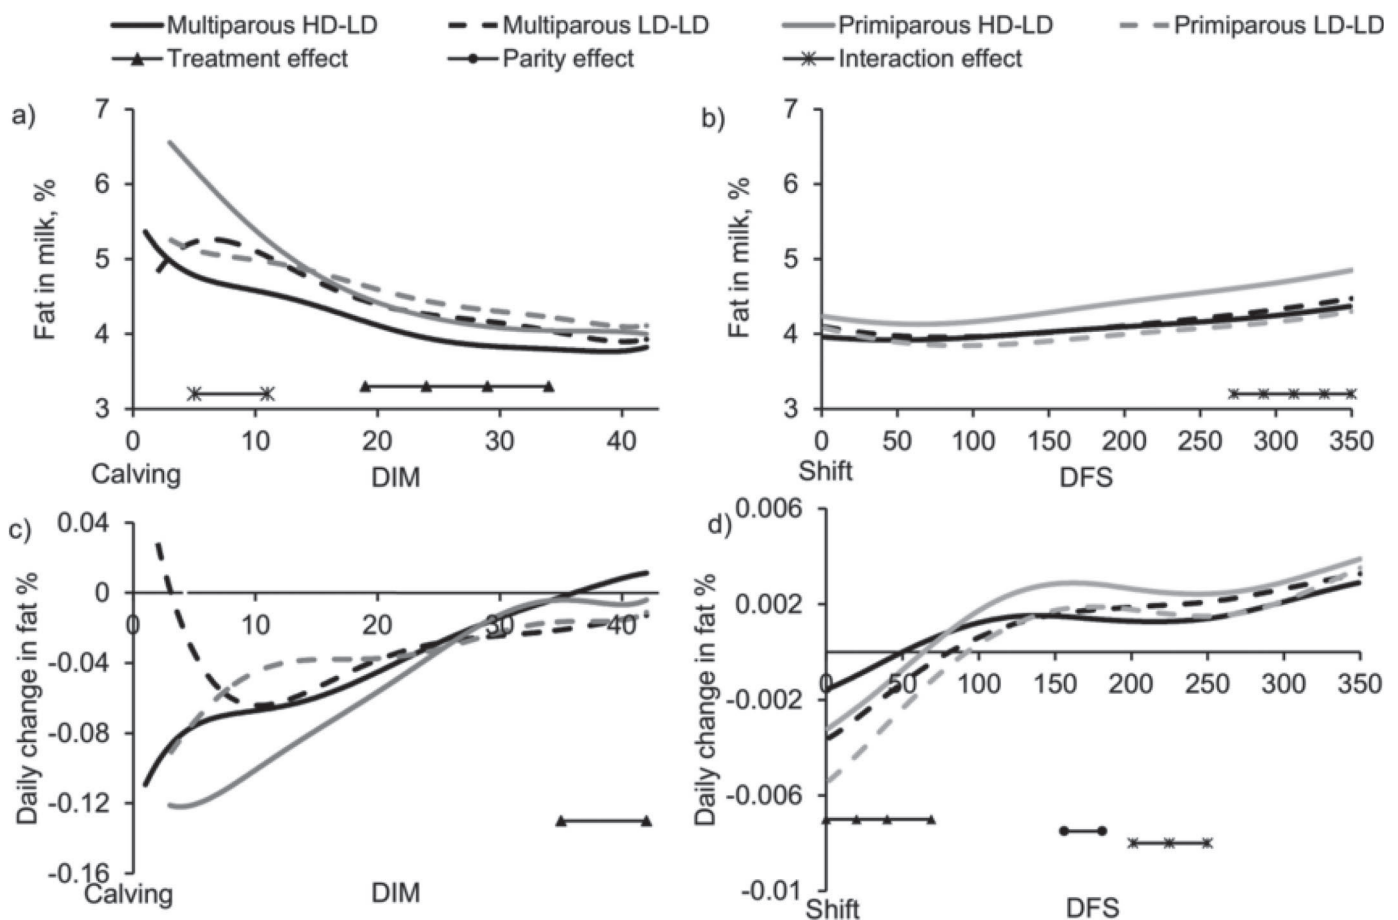 Multiparous HD-LD Multiparous LD-LD Primiparous HD-LD Primiparous LD-LD
Treatment effect Parity effect Interaction effect
a)
Fat in milk, %
7
6
5
4
3
0 10 20 30 40
Calving DIM
b)
Fat in milk, %
7
6
5
4
3
0 50 100 150 200 250 300 350
Shift DFS
c)
Daily change in fat %
0.04
0
-0.04
-0.08
-0.12
-0.16
0 10 20 30 40
Calving DIM
d)
Daily change in fat %
0.006
0.002
-0.002
-0.006
-0.01
0 50 100 150 200 250 300 350
Shift DFS